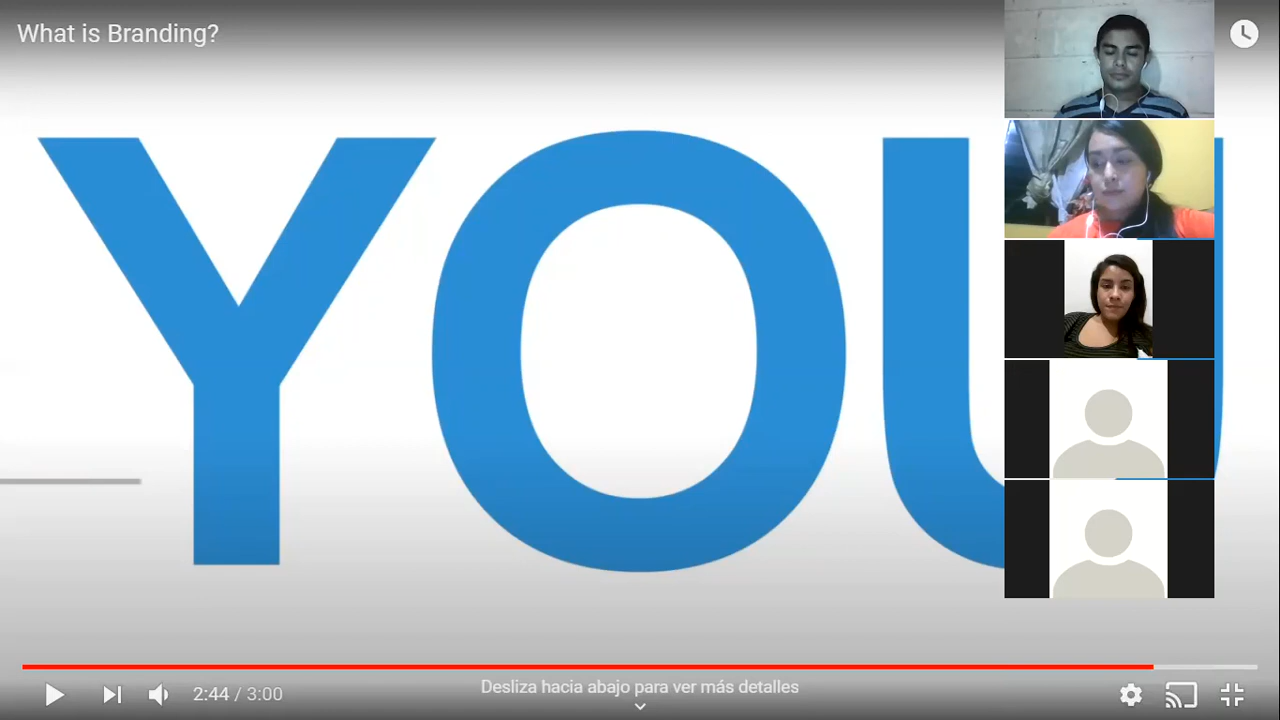 What is Branding?
YOU
2:44 / 3:00
Desliza hacia abajo para ver más detalles